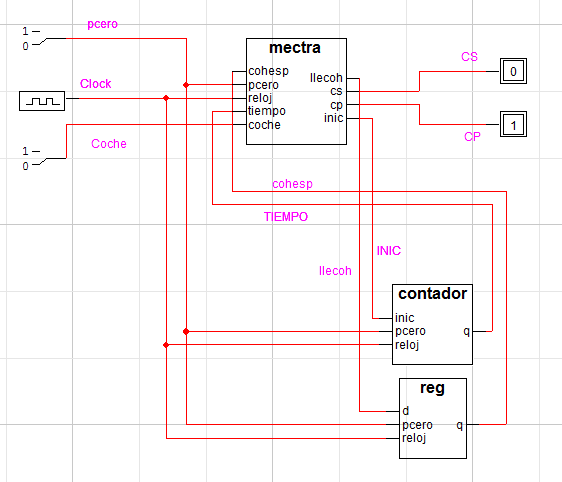 pcero
1
0
mectra
cohesp
pcero
reloj
tiempo
coche
llecoh
cs
cp
inic
CS
0
Clock
1
CP
Coche
1
0
cohesp
TIEMPO
INIC
llecoh
contador
inic
pcero
reloj
q
reg
d
pcero
reloj
q